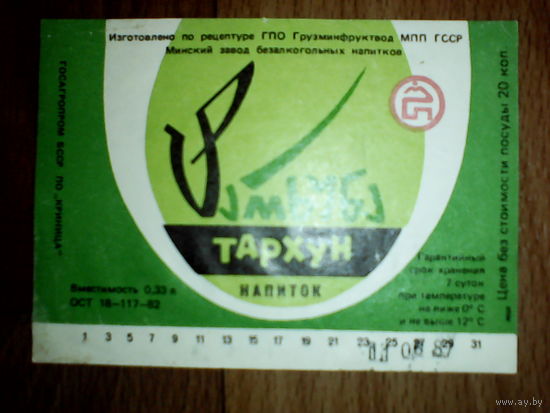 Изготовлено по рецептуре ГПО Грузминфруктвод МПП ГССР
Минский завод безалкогольных напитков
ГОСАГРОПРОМ БССР ПО „КРИНИЦА"
ТАРХУН
НАПИТОК
Вместимость 0,33 л
ОСТ 18–117–82
Гарантийный
срок хранения
7 суток
при температуре
не ниже 0° С
и не выше 12° С
Цена без стоимости посуды 20 коп.
1 3 5 7 9 11 13 15 17 19 21 23 25 27 29 31
www.ay.by